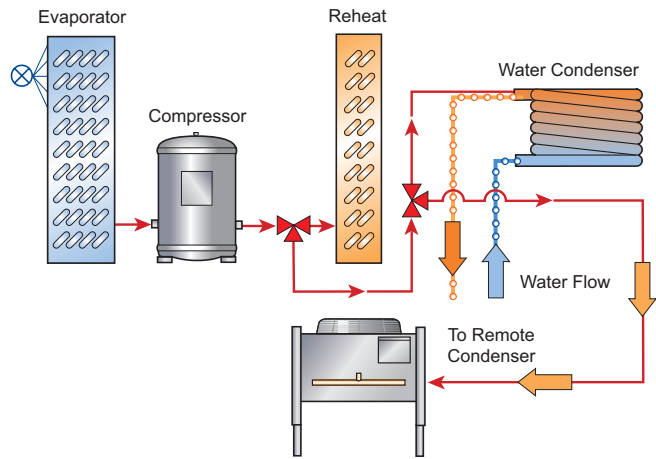 Evaporator
Reheat
Water Condenser
Compressor
Water Flow
To Remote
Condenser